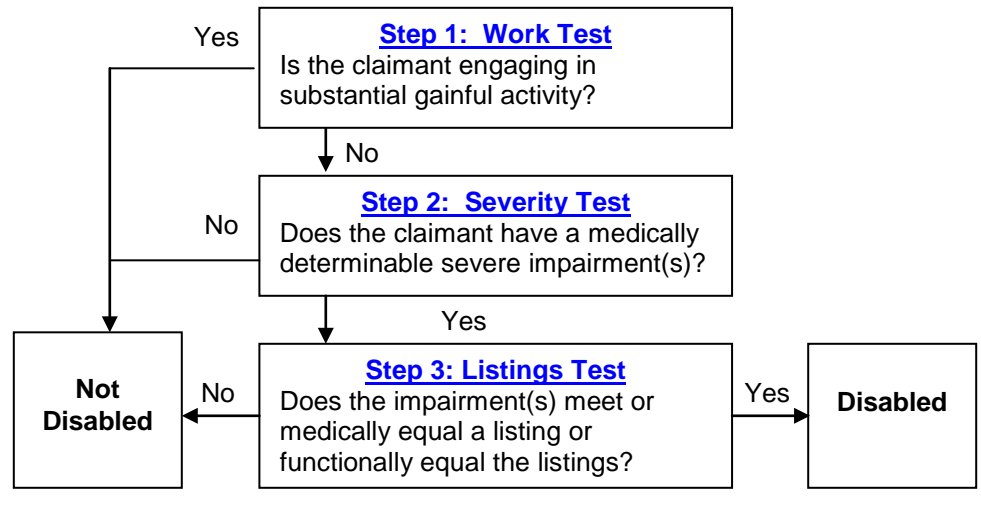 Yes
Step 1:  Work Test
Is the claimant engaging in
substantial gainful activity?
No
Step 2:  Severity Test
No
Does the claimant have a medically
determinable severe impairment(s)?
Yes
Step 3: Listings Test
Not
Disabled
No
Does the impairment(s) meet or
medically equal a listing or
functionally equal the listings?
Yes
Disabled